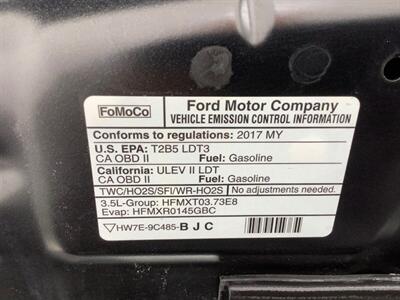 FoMoCo
Ford Motor Company
VEHICLE EMISSION CONTROL INFORMATION
Conforms to regulations: 2017 MY
U.S. EPA: T2B5 LDT3
CA OBD II Fuel: Gasoline
California: ULEV II LDT
CA OBD II Fuel: Gasoline
TWC/HO2S/SFI/WR-HO2S No adjustments needed.
3.5L-Group: HFMXT03.73E8
Evap: HFMXR0145GBC
HW7E-9C485-BJC